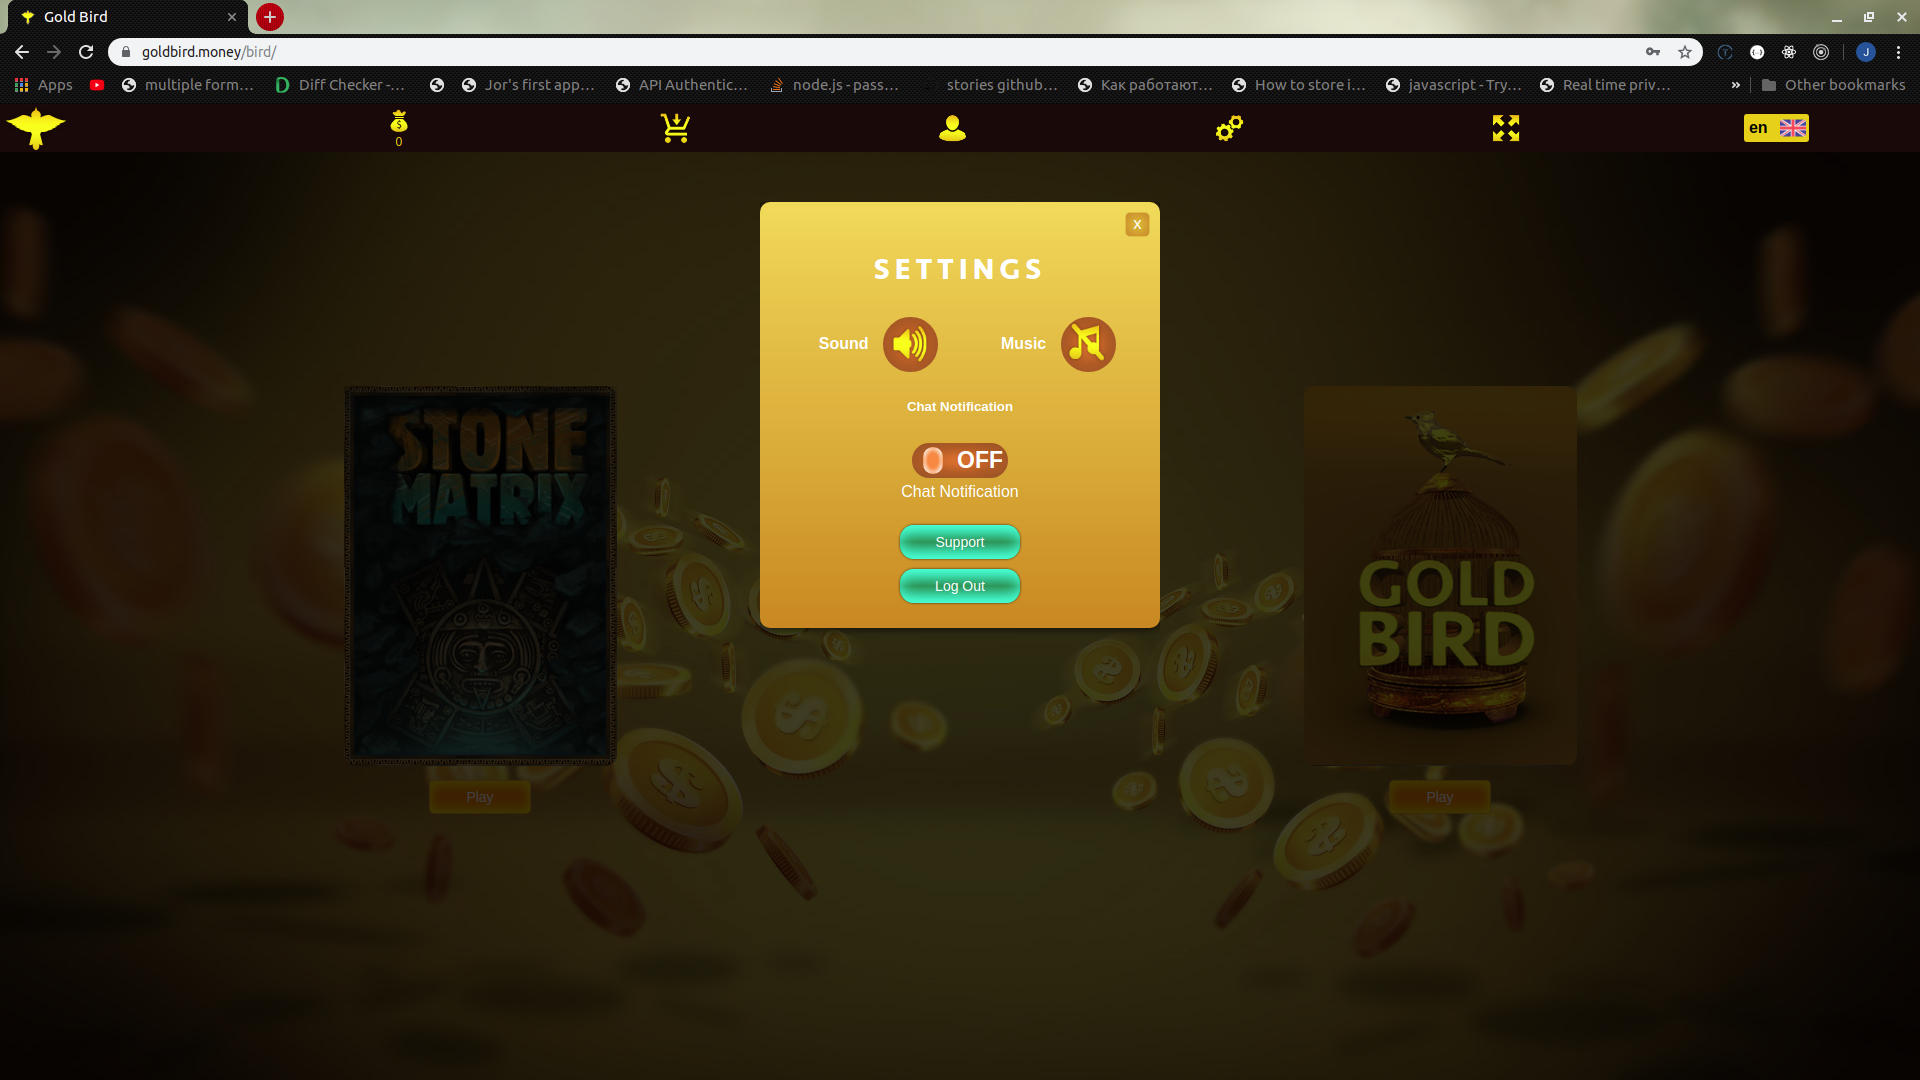 Gold Bird
goldbird.money/bird/
J
Apps
multiple form...
Diff Checker -...
Jor's first app...
API Authentic...
node.js - pass...
stories github...
Как работают...
How to store i...
javascript - Try...
Real time priv...
»
Other bookmarks
0
en
X
SETTINGS
Sound
Music
Chat Notification
OFF
Chat Notification
Support
Log Out
STONE
MATRIX
Play
GOLD
BIRD
Play